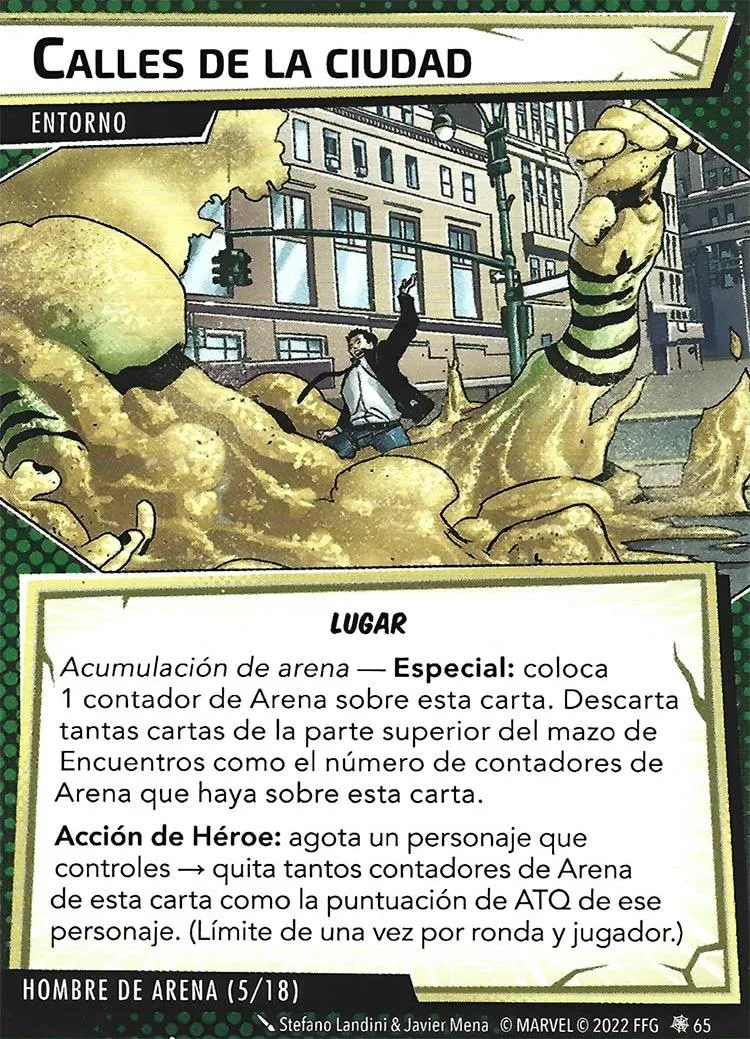 CALLES DE LA CIUDAD
ENTORNO
LUGAR
Acumulación de arena — Especial: coloca
1 contador de Arena sobre esta carta. Descarta
tantas cartas de la parte superior del mazo de
Encuentros como el número de contadores de
Arena que haya sobre esta carta.
Acción de Héroe: agota un personaje que
controles → quita tantos contadores de Arena
de esta carta como la puntuación de ATQ de ese
personaje. (Límite de una vez por ronda y jugador.)
HOMBRE DE ARENA (5/18)
Stefano Landini & Javier Mena © MARVEL © 2022 FFG 65